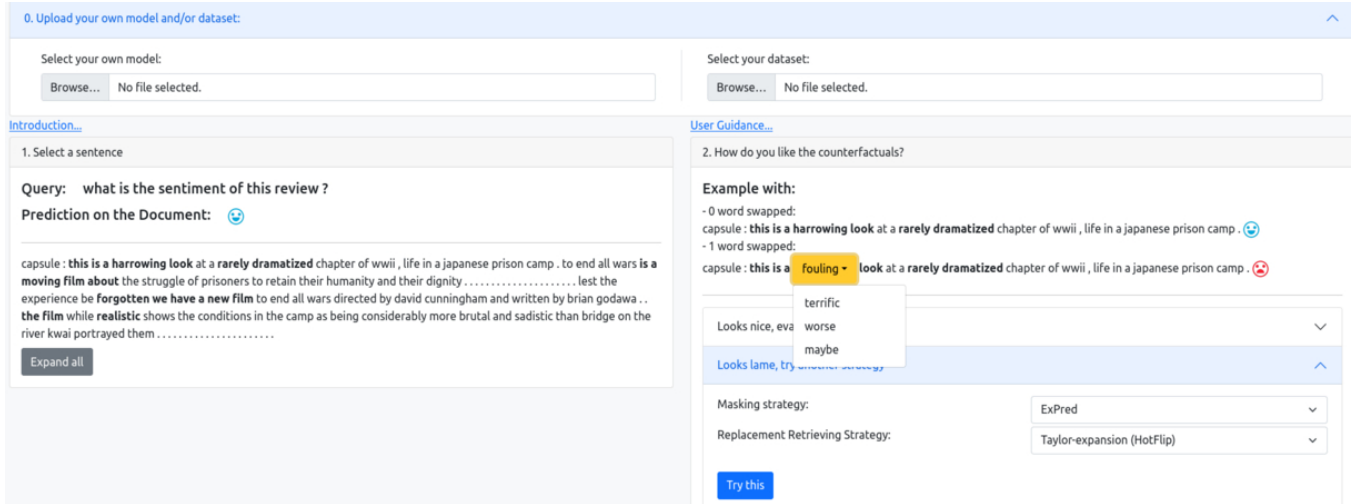 0. Upload your own model and/or dataset:
Select your own model:
Browse... No file selected.
Select your dataset:
Browse... No file selected.
Introduction...
1. Select a sentence
Query: what is the sentiment of this review ?
Prediction on the Document:
capsule : this is a harrowing look at a rarely dramatized chapter of wwii , life in a japanese prison camp . to end all wars is a
moving film about the struggle of prisoners to retain their humanity and their dignity . . . . . . . . . . . . . . . . . . . . . . lest the
experience be forgotten we have a new film to end all wars directed by david cunningham and written by brian godawa . .
the film while realistic shows the conditions in the camp as being considerably more brutal and sadistic than bridge on the
river kwai portrayed them . . . . . . . . . . . . . . . . . . . . . .
Expand all
User Guidance...
2. How do you like the counterfactuals?
Example with:
- 0 word swapped:
capsule : this is a harrowing look at a rarely dramatized chapter of wwii , life in a japanese prison camp .
- 1 word swapped:
capsule : this is a fouling look at a rarely dramatized chapter of wwii , life in a japanese prison camp .
terrific
worse
maybe
Looks nice, eva
Looks lame, try another strategy
Masking strategy:
ExPred
Replacement Retrieving Strategy:
Taylor-expansion (HotFlip)
Try this